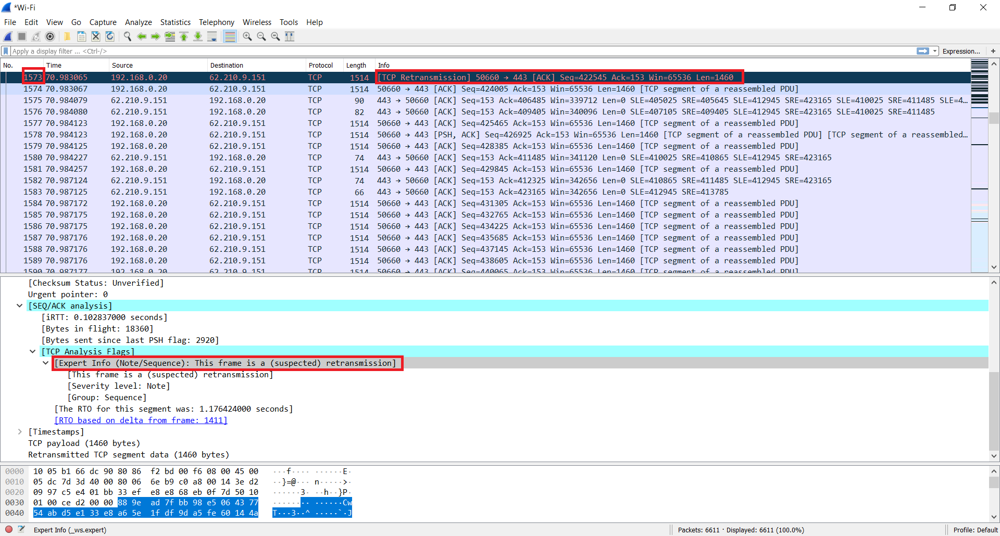 *Wi-Fi
File Edit View Go Capture Analyze Statistics Telephony Wireless Tools Help
Apply a display filter ... <Ctrl-/> Expression... +
No. Time Source Destination Protocol Length Info
1573 70.983065 192.168.0.20 62.210.9.151 TCP 1514 [TCP Retransmission] 50660 → 443 [ACK] Seq=422545 Ack=153 Win=65536 Len=1460
1574 70.983067 192.168.0.20 62.210.9.151 TCP 1514 50660 → 443 [ACK] Seq=424005 Ack=153 Win=65536 Len=1460 [TCP segment of a reassembled PDU]
1575 70.984079 62.210.9.151 192.168.0.20 TCP 90 443 → 50660 [ACK] Seq=153 Ack=406485 Win=339712 Len=0 SLE=405025 SRE=405645 SLE=412945 SRE=423165 SLE=410025 SRE=411485 SLE=4…
1576 70.984080 62.210.9.151 192.168.0.20 TCP 82 443 → 50660 [ACK] Seq=153 Ack=409405 Win=340096 Len=0 SLE=407105 SRE=409405 SLE=412945 SRE=423165 SLE=410025 SRE=411485
1577 70.984123 192.168.0.20 62.210.9.151 TCP 1514 50660 → 443 [ACK] Seq=425465 Ack=153 Win=65536 Len=1460 [TCP segment of a reassembled PDU]
1578 70.984123 192.168.0.20 62.210.9.151 TCP 1514 50660 → 443 [PSH, ACK] Seq=426925 Ack=153 Win=65536 Len=1460 [TCP segment of a reassembled PDU] [TCP segment of a reassembled…
1579 70.984125 192.168.0.20 62.210.9.151 TCP 1514 50660 → 443 [ACK] Seq=428385 Ack=153 Win=65536 Len=1460 [TCP segment of a reassembled PDU]
1580 70.984227 62.210.9.151 192.168.0.20 TCP 74 443 → 50660 [ACK] Seq=153 Ack=411485 Win=341120 Len=0 SLE=410025 SRE=410865 SLE=412945 SRE=423165
1581 70.984257 192.168.0.20 62.210.9.151 TCP 1514 50660 → 443 [ACK] Seq=429845 Ack=153 Win=65536 Len=1460 [TCP segment of a reassembled PDU]
1582 70.987124 62.210.9.151 192.168.0.20 TCP 74 443 → 50660 [ACK] Seq=153 Ack=412325 Win=342656 Len=0 SLE=410865 SRE=411485 SLE=412945 SRE=423165
1583 70.987125 62.210.9.151 192.168.0.20 TCP 66 443 → 50660 [ACK] Seq=153 Ack=423165 Win=342656 Len=0 SLE=412945 SRE=413785
1584 70.987172 192.168.0.20 62.210.9.151 TCP 1514 50660 → 443 [ACK] Seq=431305 Ack=153 Win=65536 Len=1460 [TCP segment of a reassembled PDU]
1585 70.987175 192.168.0.20 62.210.9.151 TCP 1514 50660 → 443 [ACK] Seq=432765 Ack=153 Win=65536 Len=1460 [TCP segment of a reassembled PDU]
1586 70.987175 192.168.0.20 62.210.9.151 TCP 1514 50660 → 443 [ACK] Seq=434225 Ack=153 Win=65536 Len=1460 [TCP segment of a reassembled PDU]
1587 70.987176 192.168.0.20 62.210.9.151 TCP 1514 50660 → 443 [ACK] Seq=435685 Ack=153 Win=65536 Len=1460 [TCP segment of a reassembled PDU]
1588 70.987176 192.168.0.20 62.210.9.151 TCP 1514 50660 → 443 [ACK] Seq=437145 Ack=153 Win=65536 Len=1460 [TCP segment of a reassembled PDU]
1589 70.987176 192.168.0.20 62.210.9.151 TCP 1514 50660 → 443 [ACK] Seq=438605 Ack=153 Win=65536 Len=1460 [TCP segment of a reassembled PDU]
1590 70.987177 192.168.0.20 62.210.9.151 TCP 1514 50660 → 443 [ACK] Seq=440065 Ack=153 Win=65536 Len=1460 [TCP segment of a reassembled PDU]
[Checksum Status: Unverified]
Urgent pointer: 0
[SEQ/ACK analysis]
[iRTT: 0.102837000 seconds]
[Bytes in flight: 18360]
[Bytes sent since last PSH flag: 2920]
[TCP Analysis Flags]
[Expert Info (Note/Sequence): This frame is a (suspected) retransmission]
[This frame is a (suspected) retransmission]
[Severity level: Note]
[Group: Sequence]
[The RTO for this segment was: 1.176424000 seconds]
[RTO based on delta from frame: 1411]
[Timestamps]
TCP payload (1460 bytes)
Retransmitted TCP segment data (1460 bytes)
0000 10 05 b1 66 dc 90 80 86 f2 bd 00 f6 08 00 45 00 ···f···· ······E·
0010 05 dc 7d 3d 40 00 80 06 6e b9 c0 a8 00 14 3e d2 ··}=@··· n·····>·
0020 09 97 c5 e4 01 bb 33 ef e8 e8 68 eb 0f 7d 50 10 ······3· ··h··}P·
0030 01 00 ce d2 00 00 88 9e ad 7f bb 98 e5 06 43 77 ········ ······Cw
0040 54 ab d5 e1 33 e8 a6 5e 1f df 9d a5 fe 60 14 4a T···3··^ ·····`·J
Expert Info (_ws.expert) Packets: 6611 · Displayed: 6611 (100.0%) Profile: Default